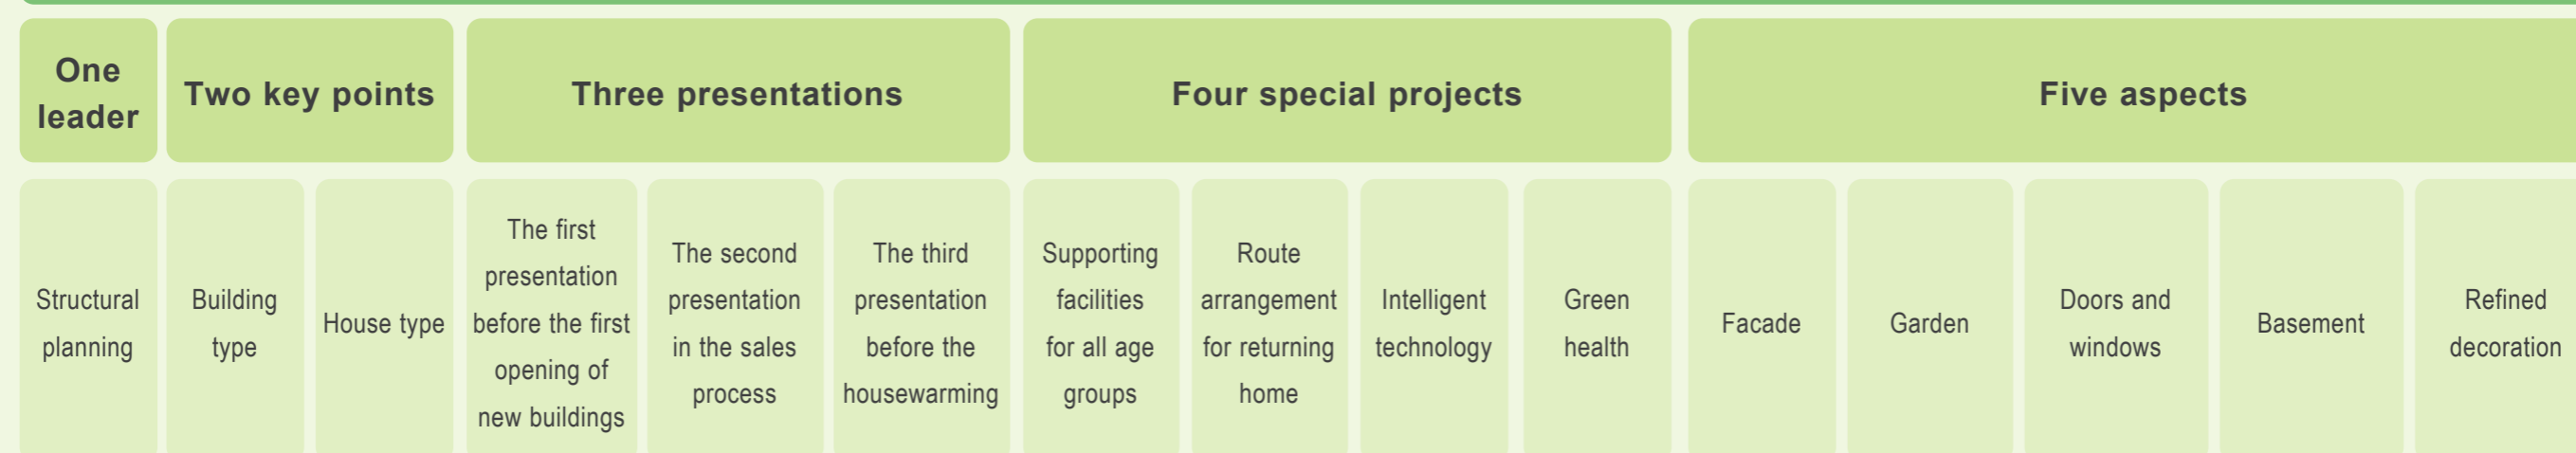 One
leader
Two key points
Three presentations
Four special projects
Five aspects
Structural
planning
Building
type
House type
The first
presentation
before the first
opening of
new buildings
The second
presentation
in the sales
process
The third
presentation
before the
housewarming
Supporting
facilities
for all age
groups
Route
arrangement
for returning
home
Intelligent
technology
Green
health
Facade
Garden
Doors and
windows
Basement
Refined
decoration